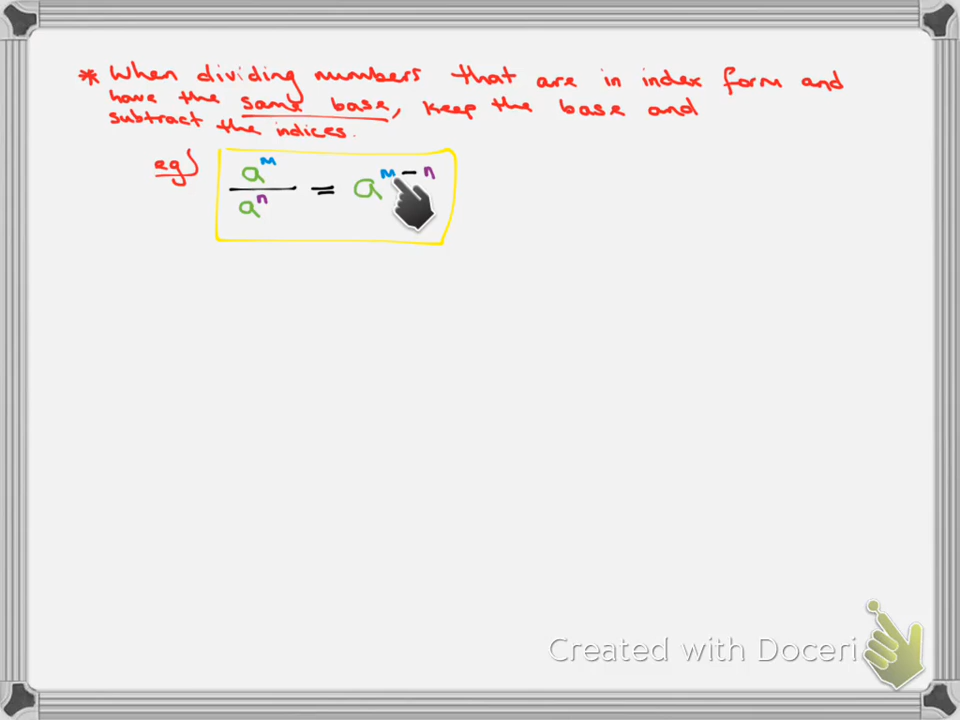 * When dividing numbers that are in index form and
have the same base, keep the base and
subtract the indices.
eg) a^m / a^n = a^m-n
Created with Doceri